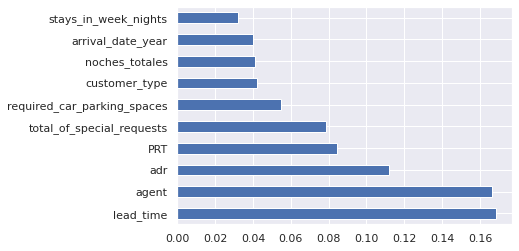 stays_in_week_nights
arrival_date_year
noches_totales
customer_type
required_car_parking_spaces
total_of_special_requests
PRT
adr
agent
lead_time
0.00 0.02 0.04 0.06 0.08 0.10 0.12 0.14 0.16